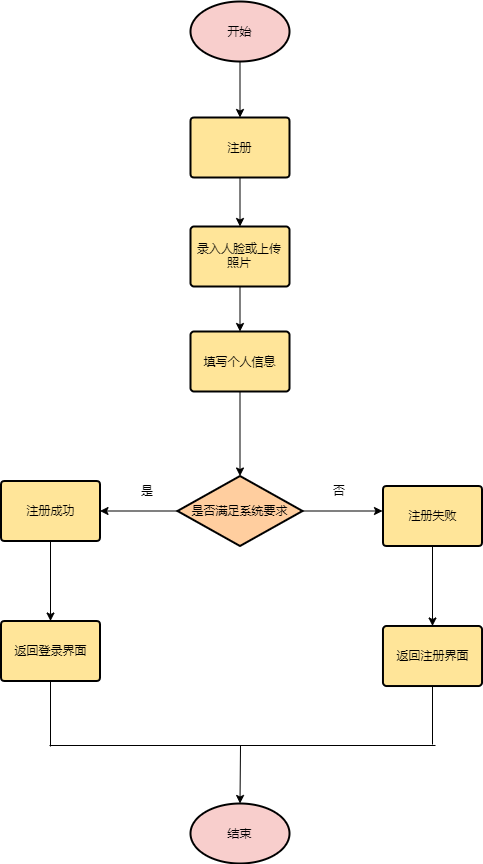 开始
注册
录入人脸或上传
照片
填写个人信息
是
否
是否满足系统要求
注册成功
注册失败
返回登录界面
返回注册界面
结束